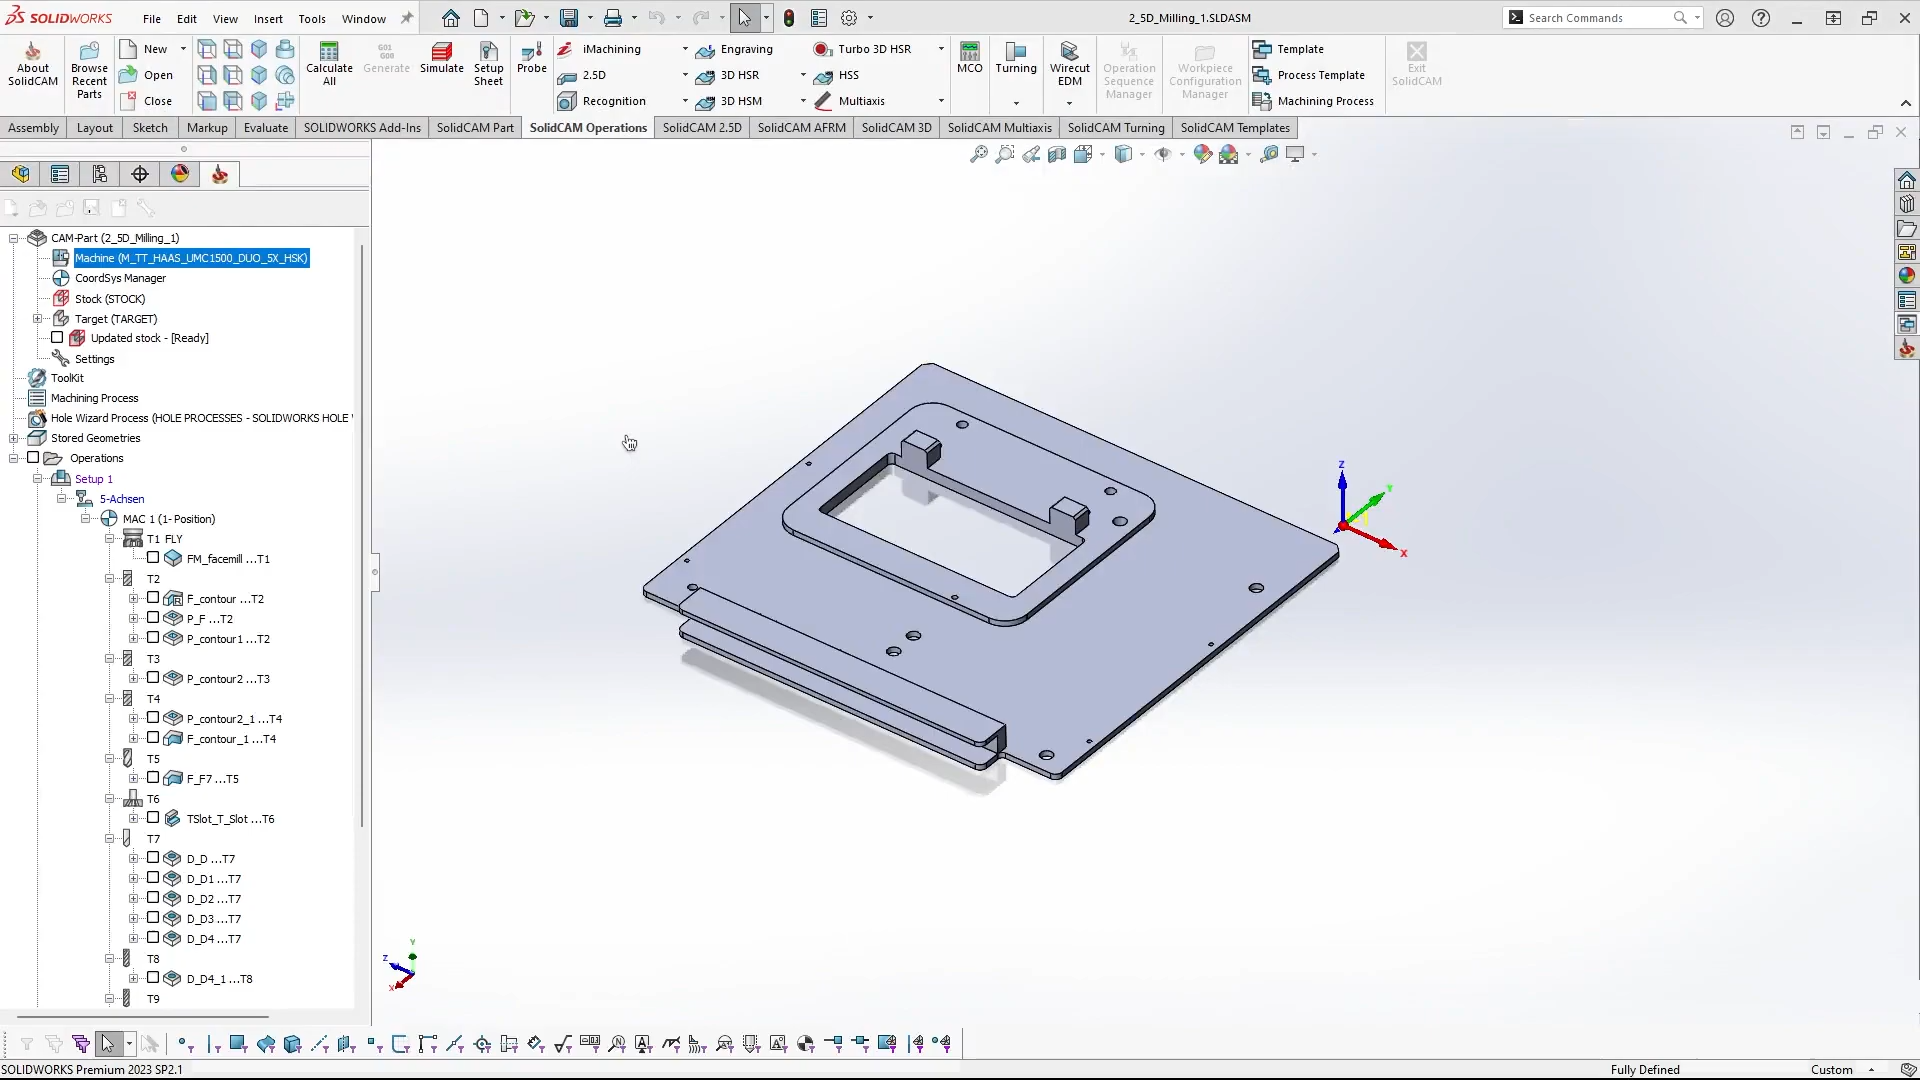 SOLIDWORKS
File Edit View Insert Tools Window
2_5D_Milling_1.SLDASM
Search Commands
About SolidCAM
Browse Recent Parts
New
Open
Close
Calculate All
G01
G00
Generate
Simulate
Setup Sheet
Probe
iMachining
2.5D
Recognition
Engraving
3D HSR
3D HSM
Turbo 3D HSR
HSS
Multiaxis
MCO
Turning
Wirecut EDM
Operation Sequence Manager
Workpiece Configuration Manager
Template
Process Template
Machining Process
Exit SolidCAM
Assembly Layout Sketch Markup Evaluate SOLIDWORKS Add-Ins SolidCAM Part SolidCAM Operations SolidCAM 2.5D SolidCAM AFRM SolidCAM 3D SolidCAM Multiaxis SolidCAM Turning SolidCAM Templates
CAM-Part (2_5D_Milling_1)
Machine (M_TT_HAAS_UMC1500_DUO_5X_HSK)
CoordSys Manager
Stock (STOCK)
Target (TARGET)
Updated stock - [Ready]
Settings
ToolKit
Machining Process
Hole Wizard Process (HOLE PROCESSES - SOLIDWORKS HOLE
Stored Geometries
Operations
Setup 1
5-Achsen
MAC 1 (1- Position)
T1 FLY
FM_facemill ...T1
T2
F_contour ...T2
P_F ...T2
P_contour1 ...T2
T3
P_contour2 ...T3
T4
P_contour2_1 ...T4
F_contour_1 ...T4
T5
F_F7 ...T5
T6
TSlot_T_Slot ...T6
T7
D_D ...T7
D_D1 ...T7
D_D2 ...T7
D_D3 ...T7
D_D4 ...T7
T8
D_D4_1 ...T8
T9
Z
Y
X
Y
Z
X
SOLIDWORKS Premium 2023 SP2.1
Fully Defined
Custom